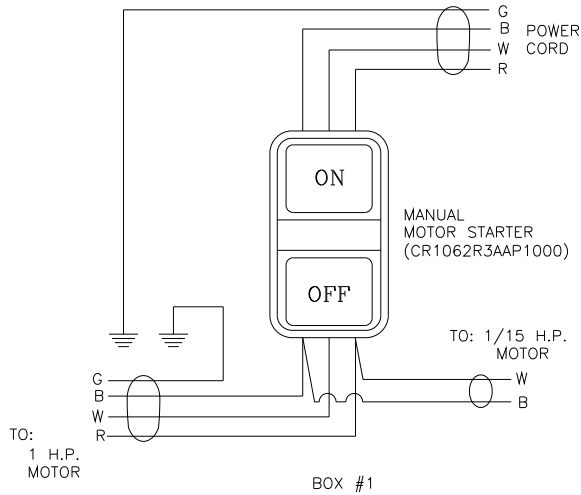 G
B
POWER
W
CORD
R
ON
MANUAL
MOTOR STARTER
(CR1062R3AAP1000)
OFF
TO: 1/15 H.P.
MOTOR
W
B
G
B
W
R
TO:
1 H.P.
MOTOR
BOX #1